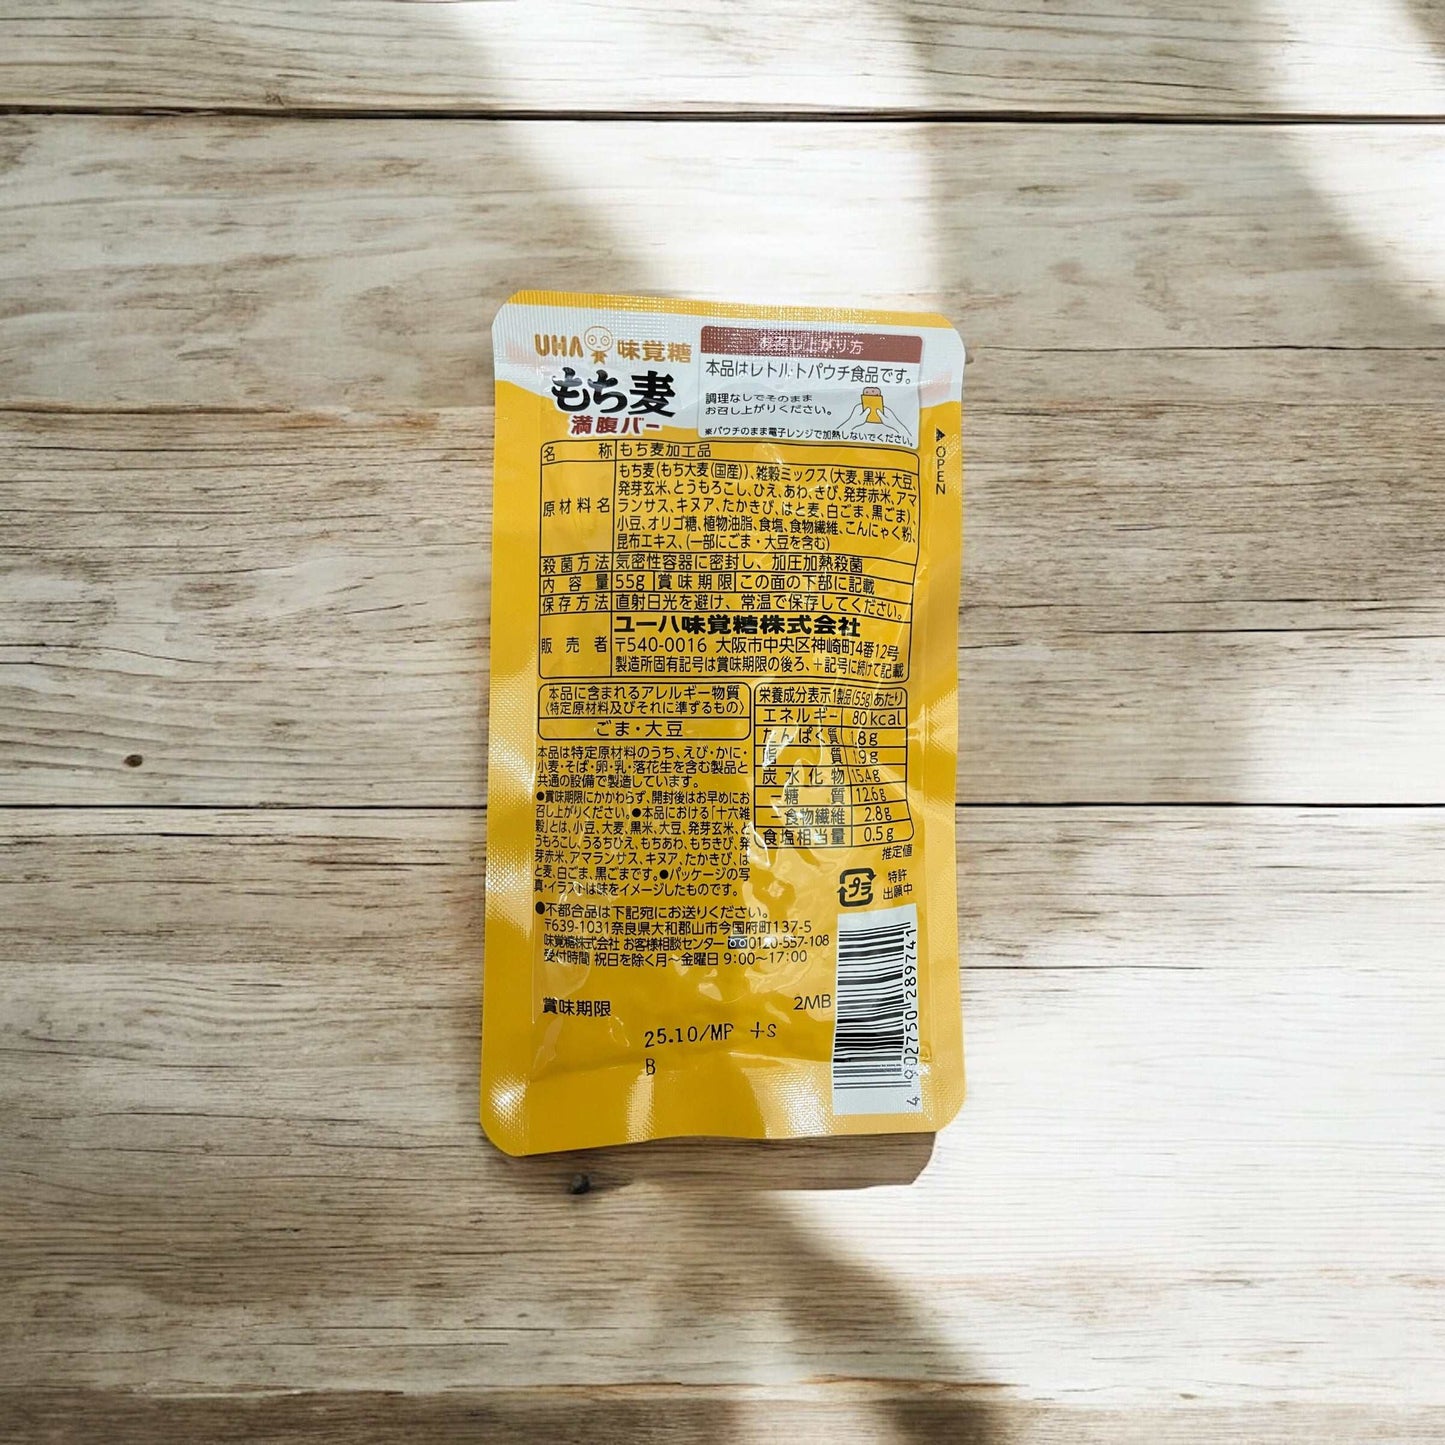 UHA 味覚糖
もち麦
満腹バー
お召し上がり方
本品はレトルトパウチ食品です。
調理なしでそのまま
お召し上がりください。
※パウチのまま電子レンジで加熱しないでください。
OPEN
名称 もち麦加工品
原材料名 もち麦(もち大麦(国産))、雑穀ミックス(大麦、黒米、大豆、
発芽玄米、とうもろこし、ひえ、あわ、きび、発芽赤米、アマ
ランサス、キヌア、たかきび、はと麦、白ごま、黒ごま)、
小豆、オリゴ糖、植物油脂、食塩、食物繊維、こんにゃく粉、
昆布エキス、(一部にごま・大豆を含む)
殺菌方法 気密性容器に密封し、加圧加熱殺菌
内容量 55g 賞味期限 この面の下部に記載
保存方法 直射日光を避け、常温で保存してください。
販売者 ユーハ味覚糖株式会社
〒540-0016 大阪市中央区神崎町4番12号
製造所固有記号は賞味期限の後ろ、+記号に続けて記載
本品に含まれるアレルギー物質
〈特定原材料及びそれに準ずるもの〉
ごま・大豆
本品は特定原材料のうち、えび・かに・
小麦・そば・卵・乳・落花生を含む製品と
共通の設備で製造しています。
●賞味期限にかかわらず、開封後はお早めにお
召し上がりください。●本品における「十六雑
穀」とは、小豆、大麦、黒米、大豆、発芽玄米、と
うもろこし、うるちひえ、もちあわ、もちきび、発
芽赤米、アマランサス、キヌア、たかきび、は
と麦、白ごま、黒ごまです。●パッケージの写
真・イラストは味をイメージしたものです。
栄養成分表示1製品(55g)あたり
エネルギー 80kcal
たんぱく質 1.8g
脂質 1.9g
炭水化物 15.4g
－糖質 12.6g
－食物繊維 2.8g
食塩相当量 0.5g
推定値
プラ
特許
出願中
●不都合品は下記宛にお送りください。
〒639-1031奈良県大和郡山市今国府町137-5
味覚糖株式会社 お客様相談センター 0120-557-108
受付時間 祝日を除く月～金曜日 9:00～17:00
賞味期限
2MB
25.10/MP +S
B
4 902750 289741